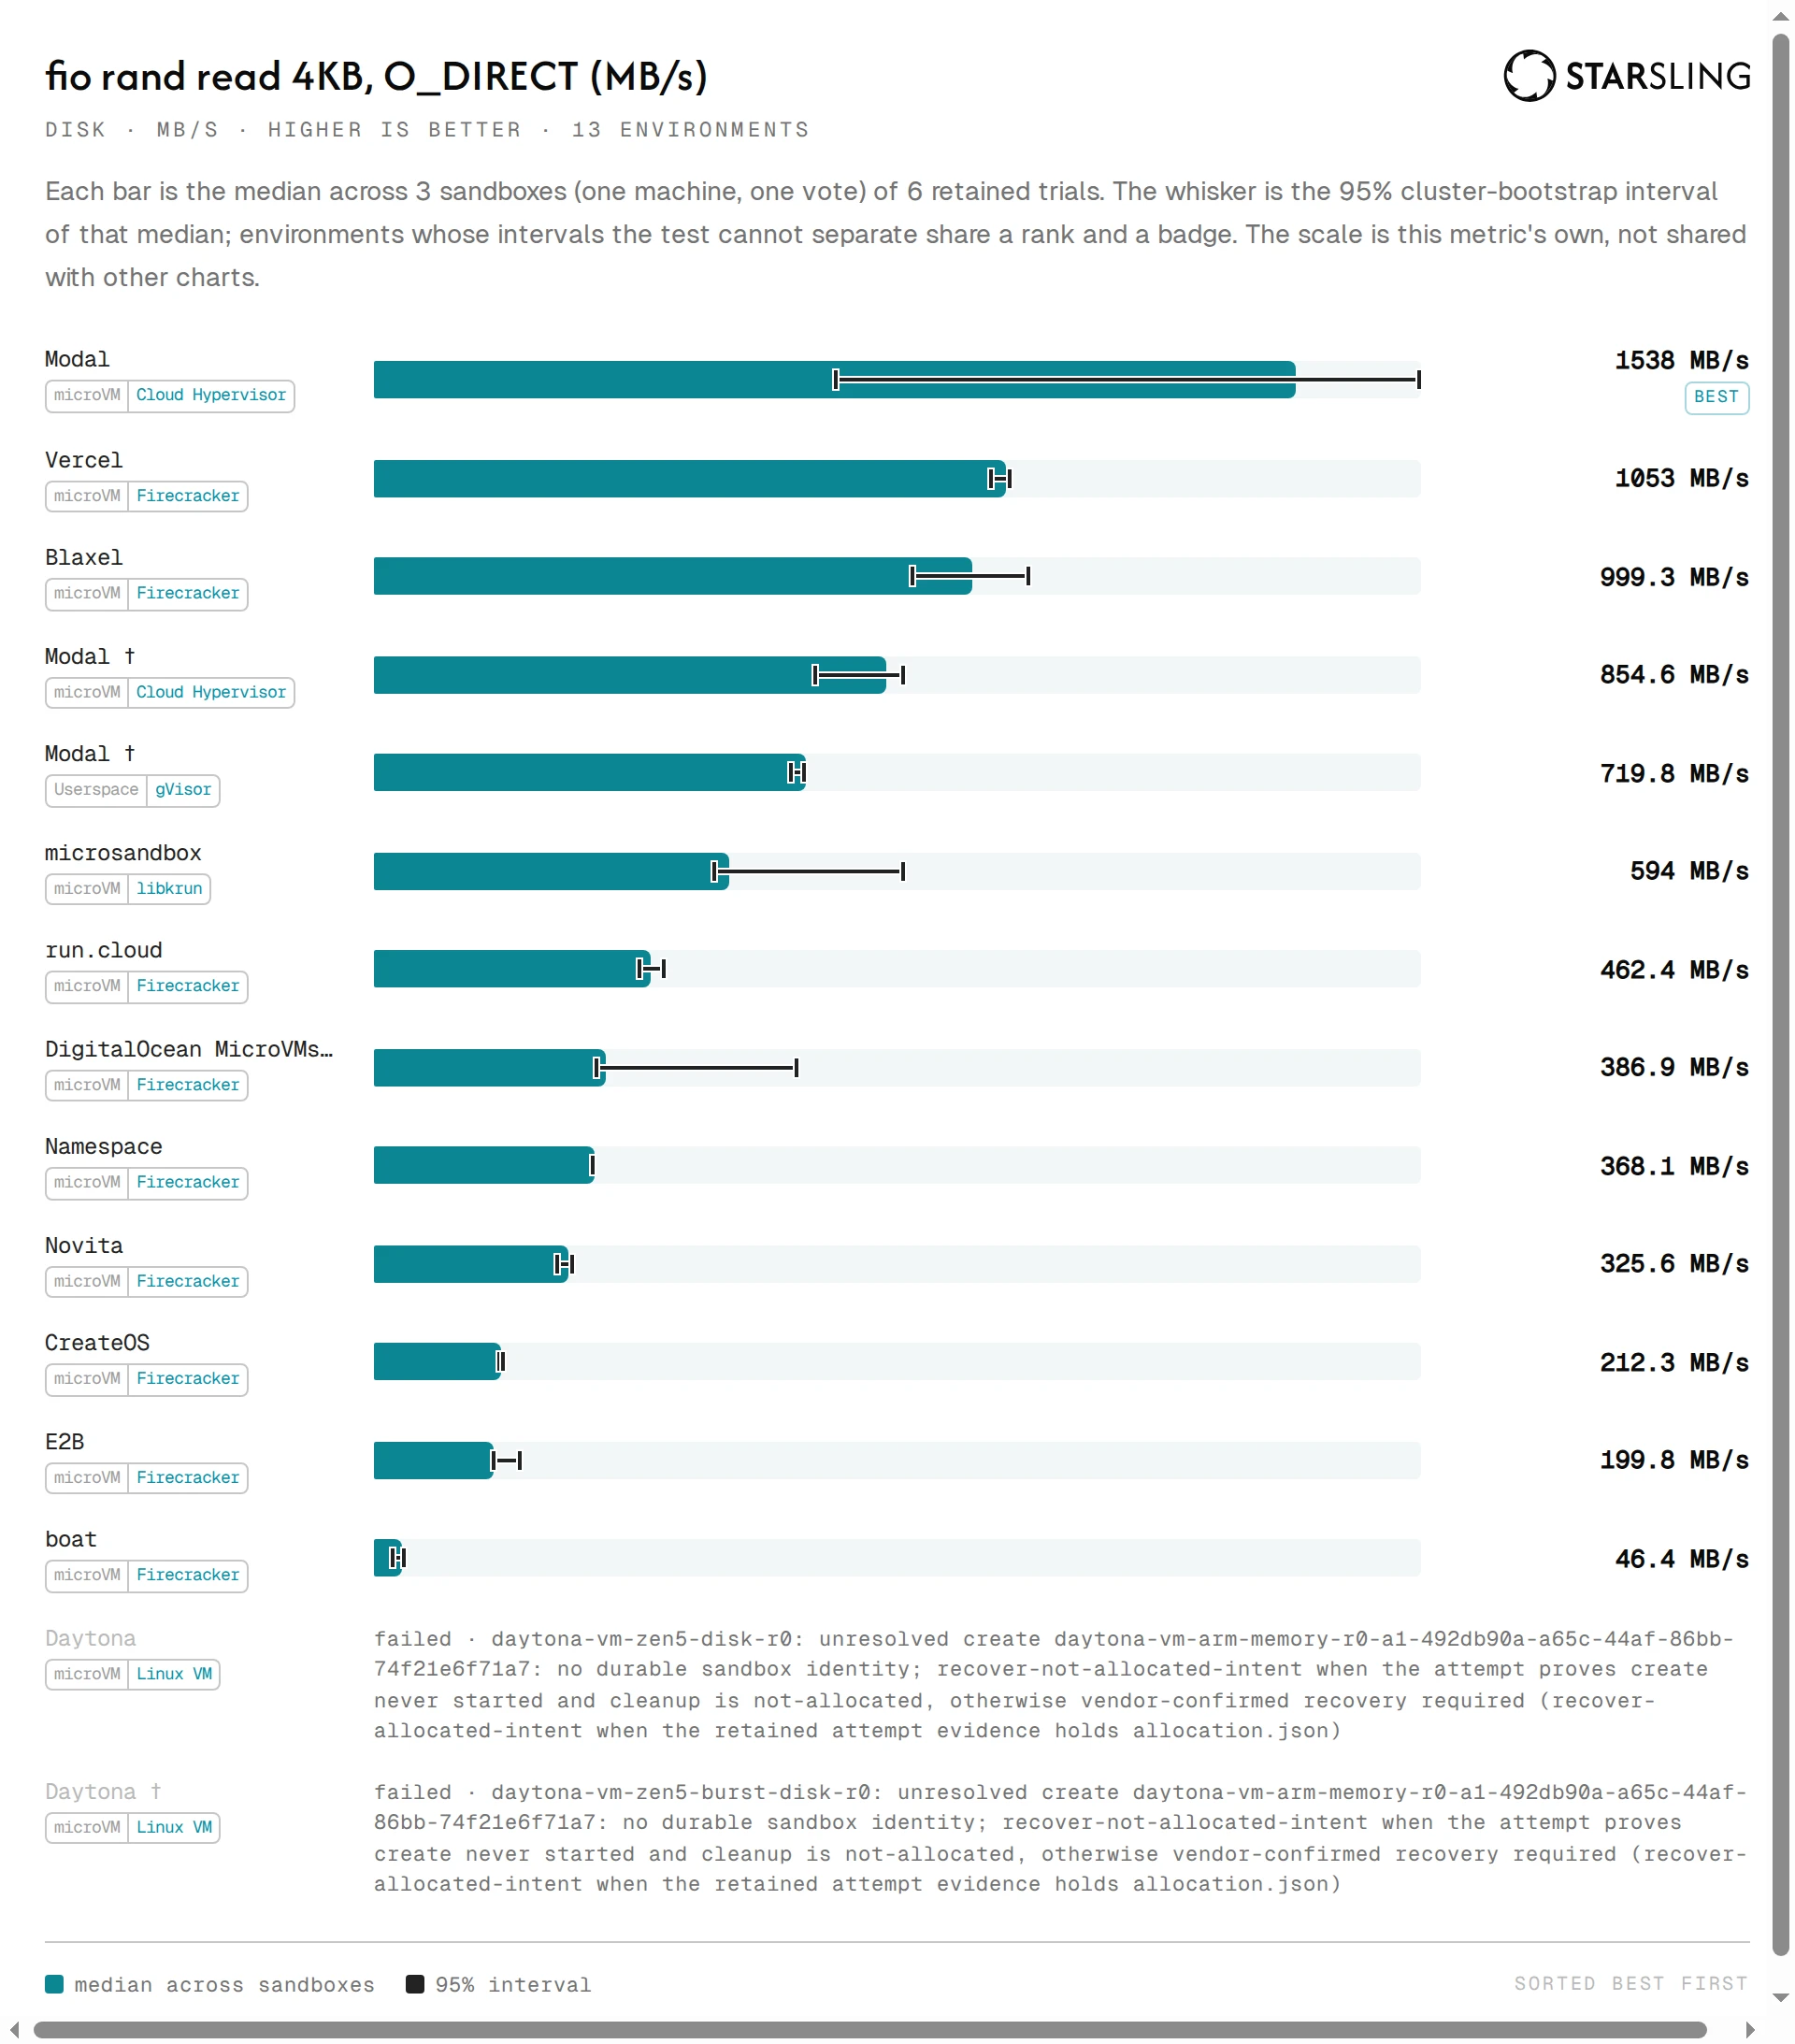 fio rand read 4KB, O_DIRECT (MB/s)
STARSLING
DISK · MB/S · HIGHER IS BETTER · 13 ENVIRONMENTS
Each bar is the median across 3 sandboxes (one machine, one vote) of 6 retained trials. The whisker is the 95% cluster-bootstrap interval
of that median; environments whose intervals the test cannot separate share a rank and a badge. The scale is this metric's own, not shared
with other charts.
Modal
microVM Cloud Hypervisor
1538 MB/s
BEST
Vercel
microVM Firecracker
1053 MB/s
Blaxel
microVM Firecracker
999.3 MB/s
Modal †
microVM Cloud Hypervisor
854.6 MB/s
Modal †
Userspace gVisor
719.8 MB/s
microsandbox
microVM libkrun
594 MB/s
run.cloud
microVM Firecracker
462.4 MB/s
DigitalOcean MicroVMs…
microVM Firecracker
386.9 MB/s
Namespace
microVM Firecracker
368.1 MB/s
Novita
microVM Firecracker
325.6 MB/s
CreateOS
microVM Firecracker
212.3 MB/s
E2B
microVM Firecracker
199.8 MB/s
boat
microVM Firecracker
46.4 MB/s
Daytona
microVM Linux VM
failed · daytona-vm-zen5-disk-r0: unresolved create daytona-vm-arm-memory-r0-a1-492db90a-a65c-44af-86bb-
74f21e6f71a7: no durable sandbox identity; recover-not-allocated-intent when the attempt proves create
never started and cleanup is not-allocated, otherwise vendor-confirmed recovery required (recover-
allocated-intent when the retained attempt evidence holds allocation.json)
Daytona †
microVM Linux VM
failed · daytona-vm-zen5-burst-disk-r0: unresolved create daytona-vm-arm-memory-r0-a1-492db90a-a65c-44af-
86bb-74f21e6f71a7: no durable sandbox identity; recover-not-allocated-intent when the attempt proves
create never started and cleanup is not-allocated, otherwise vendor-confirmed recovery required (recover-
allocated-intent when the retained attempt evidence holds allocation.json)
median across sandboxes
95% interval
SORTED BEST FIRST